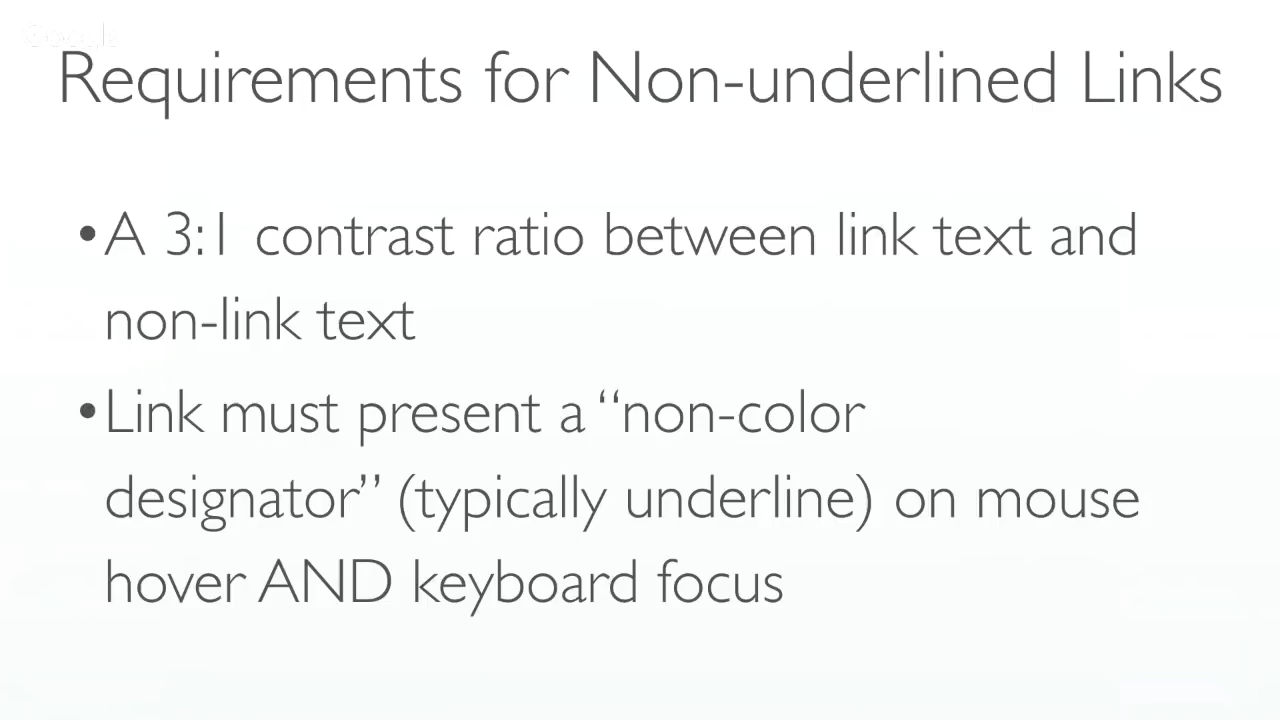 Requirements for Non-underlined Links
•A 3:1 contrast ratio between link text and
non-link text
•Link must present a “non-color
designator” (typically underline) on mouse
hover AND keyboard focus